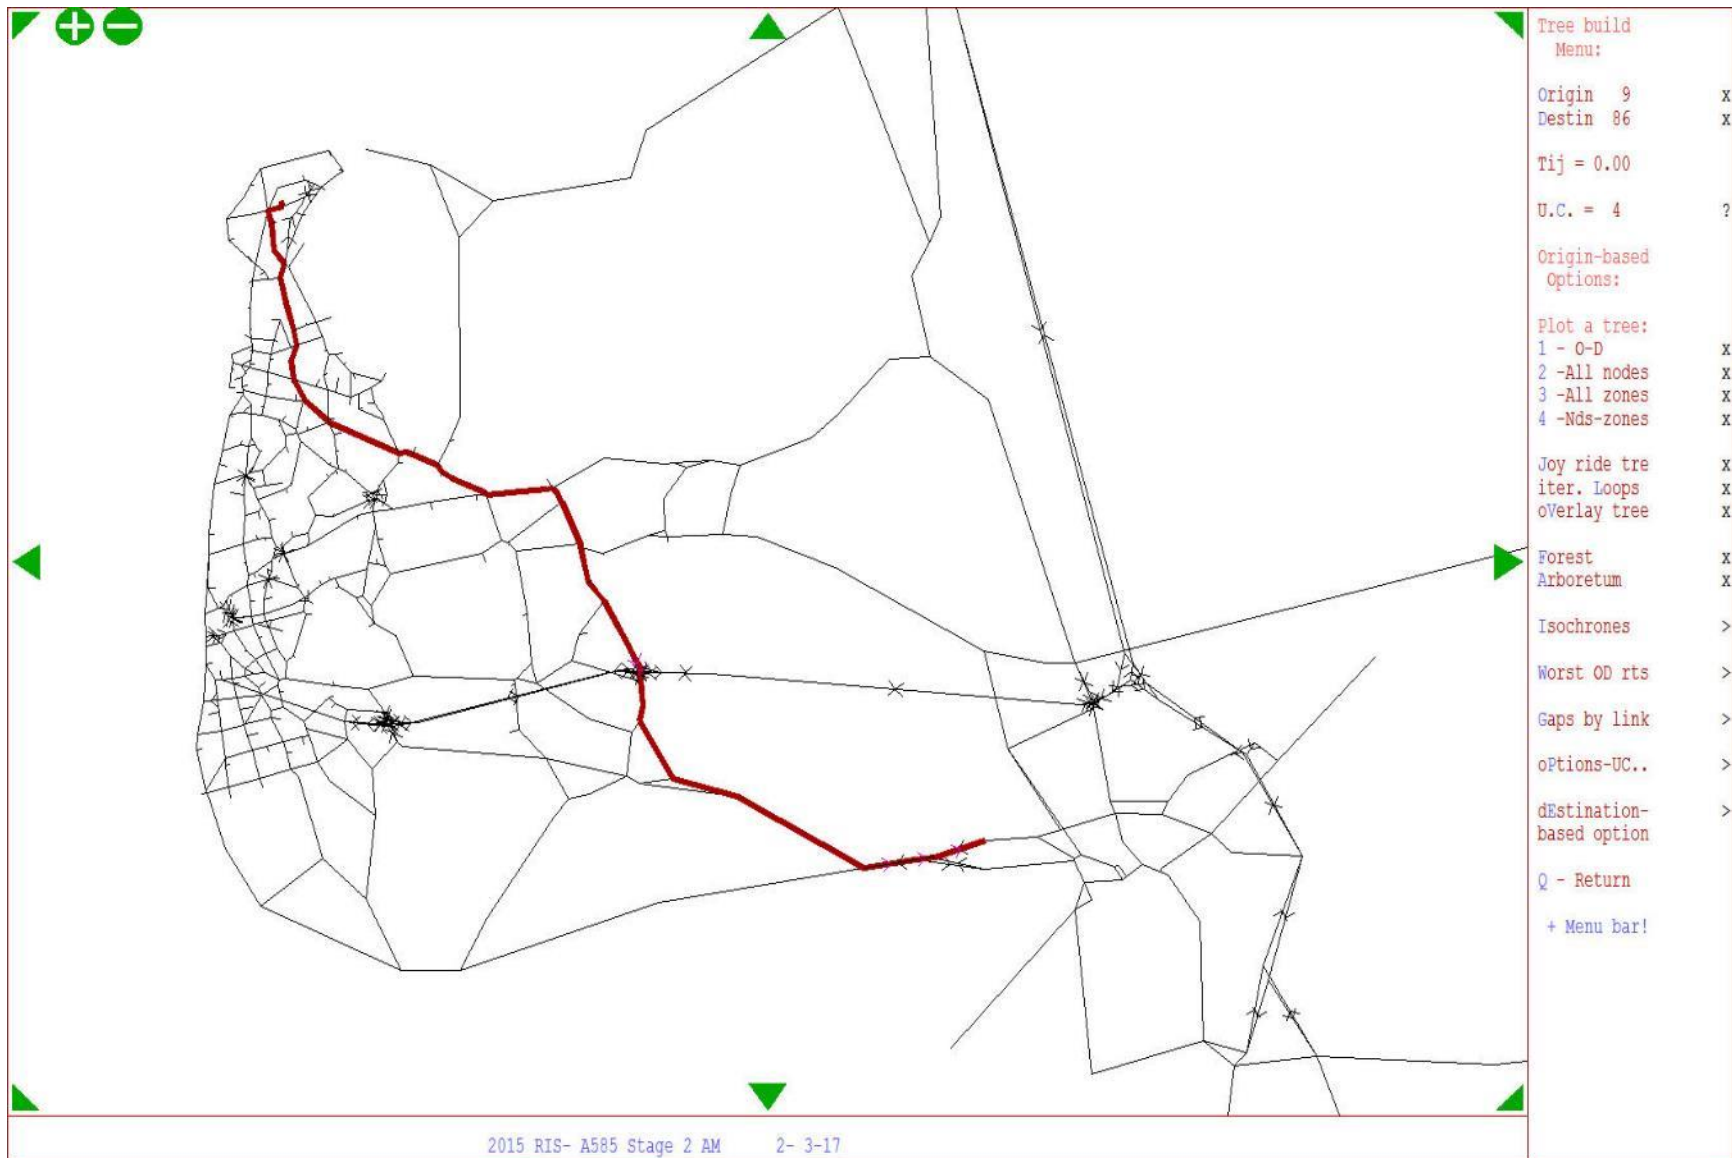 Tree build
Menu:
Origin 9 x
Destin 86 x
Tij = 0.00
U.C. = 4 ?
Origin-based
Options:
Plot a tree:
1 - O-D x
2 -All nodes x
3 -All zones x
4 -Nds-zones x
Joy ride tre x
iter. Loops x
oVerlay tree x
Forest x
Arboretum x
Isochrones >
Worst OD rts >
Gaps by link >
oPtions-UC.. >
dEstination- >
based option
Q - Return
+ Menu bar!
2015 RIS- A585 Stage 2 AM 2- 3-17